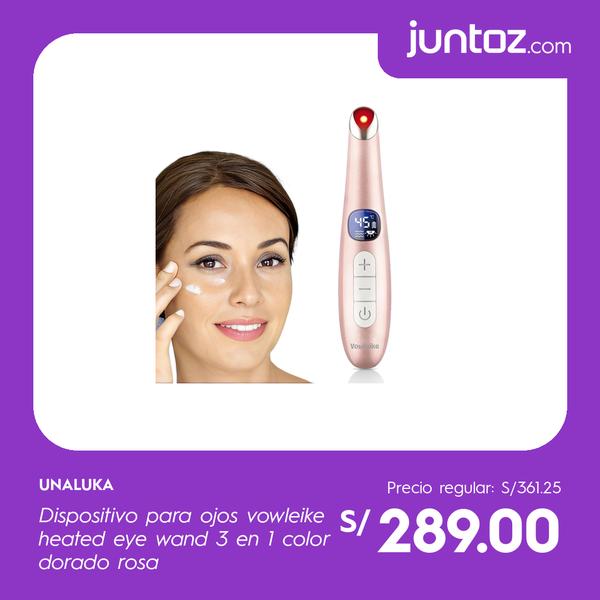 juntoz.com
45
Vowleike
UNALUKA
Dispositivo para ojos vowleike
heated eye wand 3 en 1 color
dorado rosa
Precio regular: S/361.25
S/ 289.00